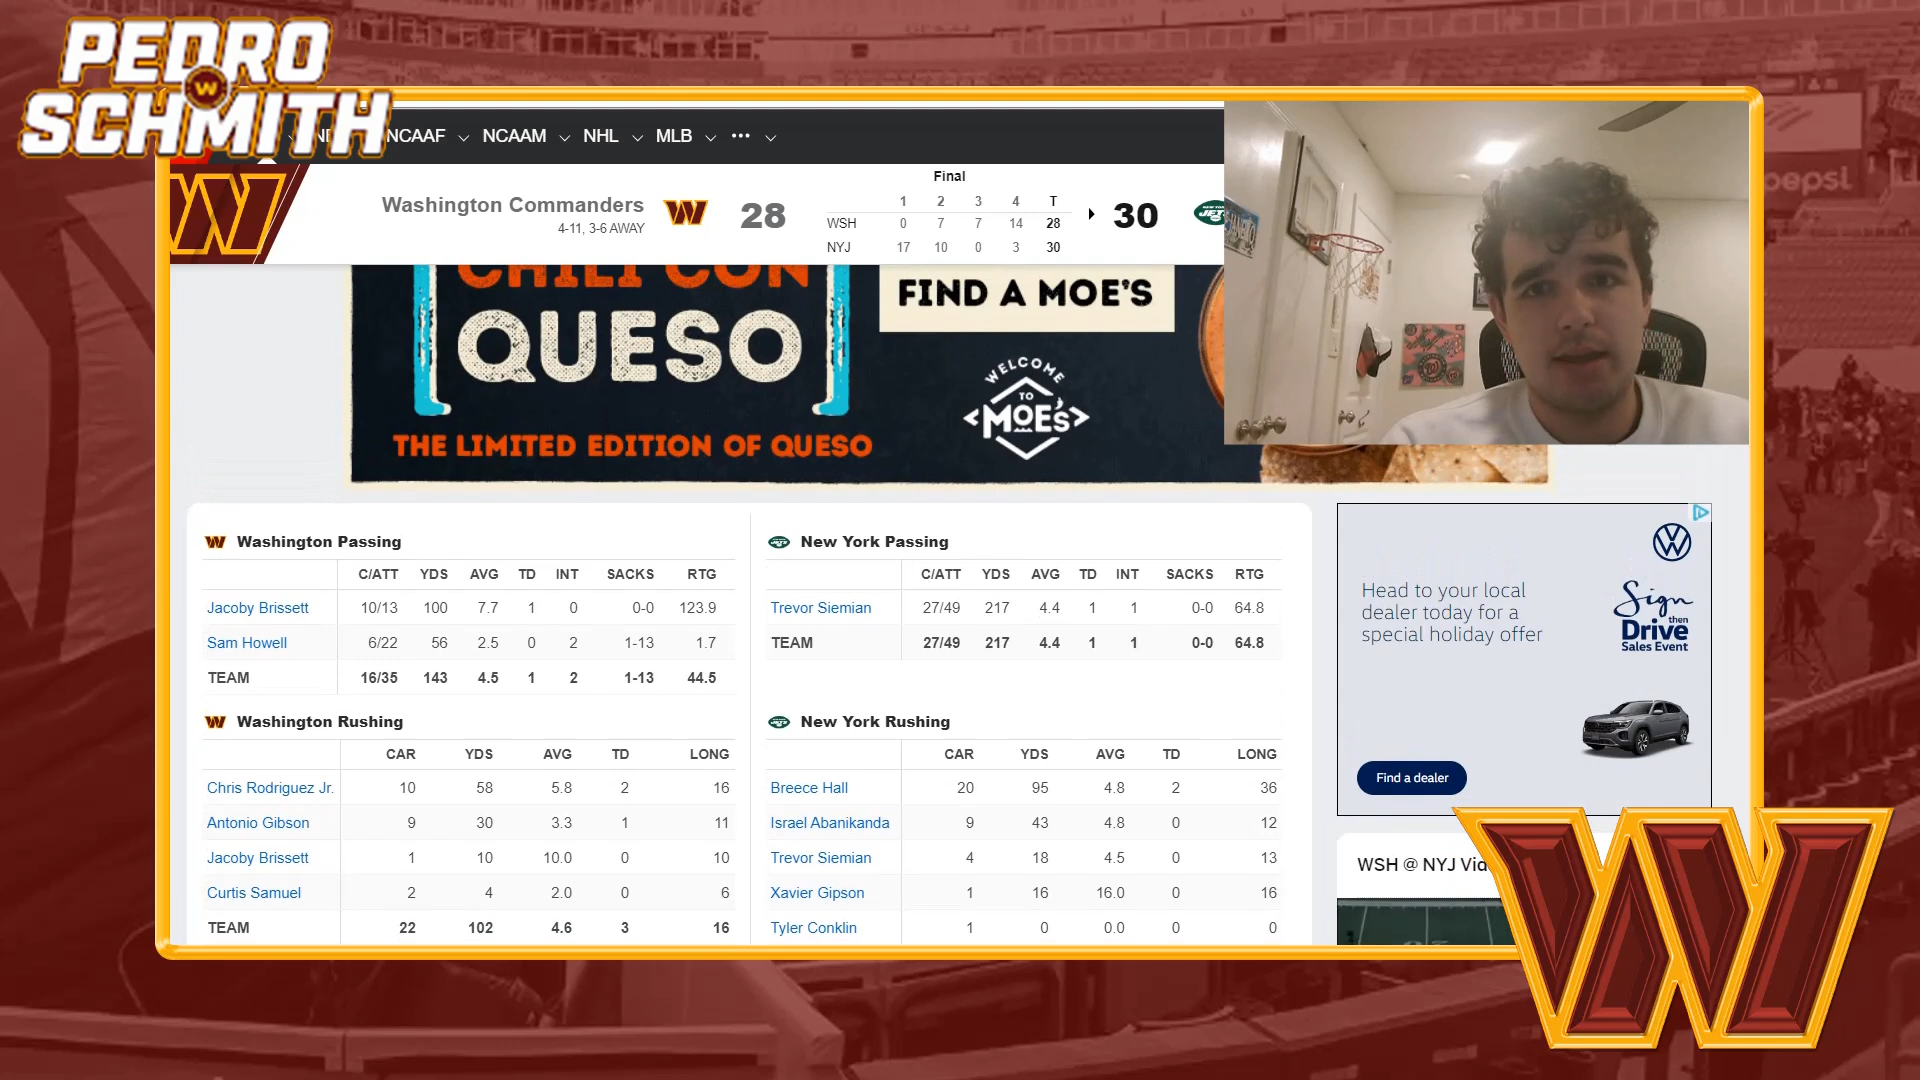 PEDRO
SCHMITH
NCAAF NCAAM NHL MLB
Final
Washington Commanders 28 30
4-11, 3-6 AWAY
1 2 3 4 T
WSH 0 7 7 14 28
NYJ 17 10 0 3 30
CHILI CON
QUESO
THE LIMITED EDITION OF QUESO
FIND A MOE'S
WELCOME
TO
MOE'S
Washington Passing
C/ATT YDS AVG TD INT SACKS RTG
Jacoby Brissett 10/13 100 7.7 1 0 0-0 123.9
Sam Howell 6/22 56 2.5 0 2 1-13 1.7
TEAM 16/35 143 4.5 1 2 1-13 44.5
New York Passing
C/ATT YDS AVG TD INT SACKS RTG
Trevor Siemian 27/49 217 4.4 1 1 0-0 64.8
TEAM 27/49 217 4.4 1 1 0-0 64.8
Washington Rushing
CAR YDS AVG TD LONG
Chris Rodriguez Jr. 10 58 5.8 2 16
Antonio Gibson 9 30 3.3 1 11
Jacoby Brissett 1 10 10.0 0 10
Curtis Samuel 2 4 2.0 0 6
TEAM 22 102 4.6 3 16
New York Rushing
CAR YDS AVG TD LONG
Breece Hall 20 95 4.8 2 36
Israel Abanikanda 9 43 4.8 0 12
Trevor Siemian 4 18 4.5 0 13
Xavier Gipson 1 16 16.0 0 16
Tyler Conklin 1 0 0.0 0 0
Head to your local
dealer today for a
special holiday offer
Sign
then
Drive
Sales Event
Find a dealer
WSH @ NYJ
pepsi